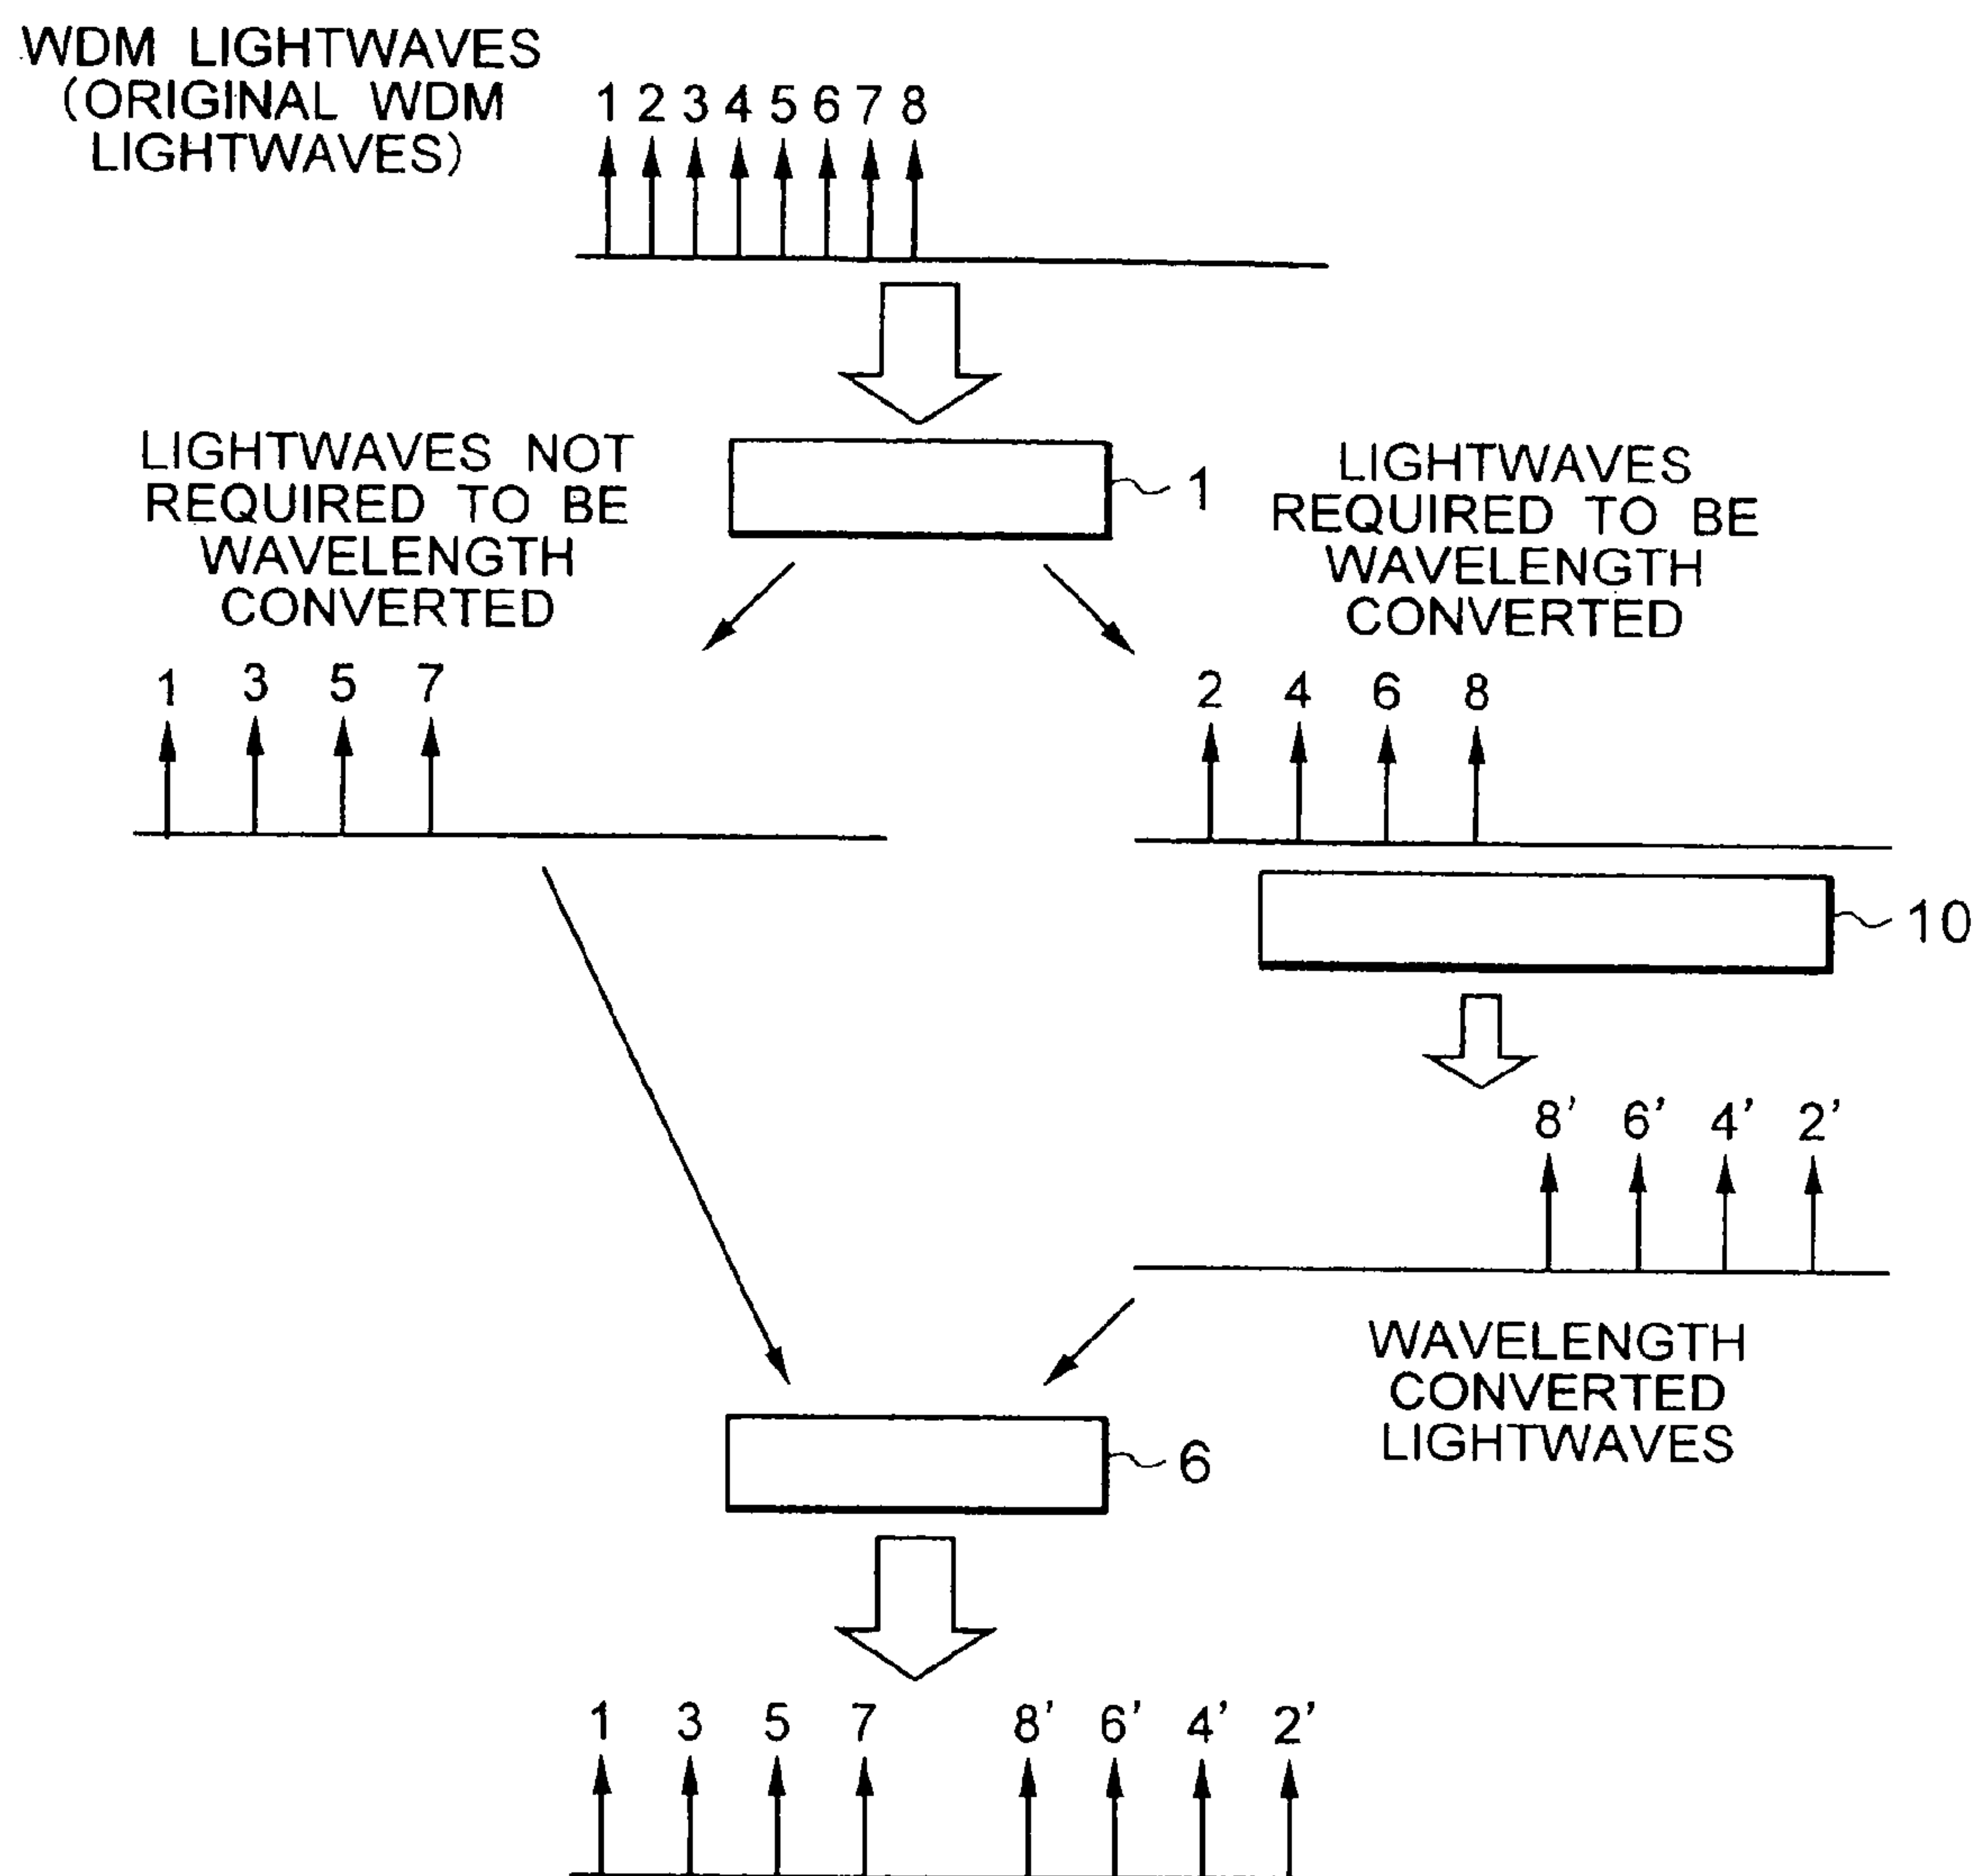 WDM LIGHTWAVES
(ORIGINAL WDM
LIGHTWAVES)
1 2 3 4 5 6 7 8
1
LIGHTWAVES NOT
REQUIRED TO BE
WAVELENGTH
CONVERTED
LIGHTWAVES
REQUIRED TO BE
WAVELENGTH
CONVERTED
1 3 5 7
2 4 6 8
10
8' 6' 4' 2'
WAVELENGTH
CONVERTED
LIGHTWAVES
6
1 3 5 7 8' 6' 4' 2'